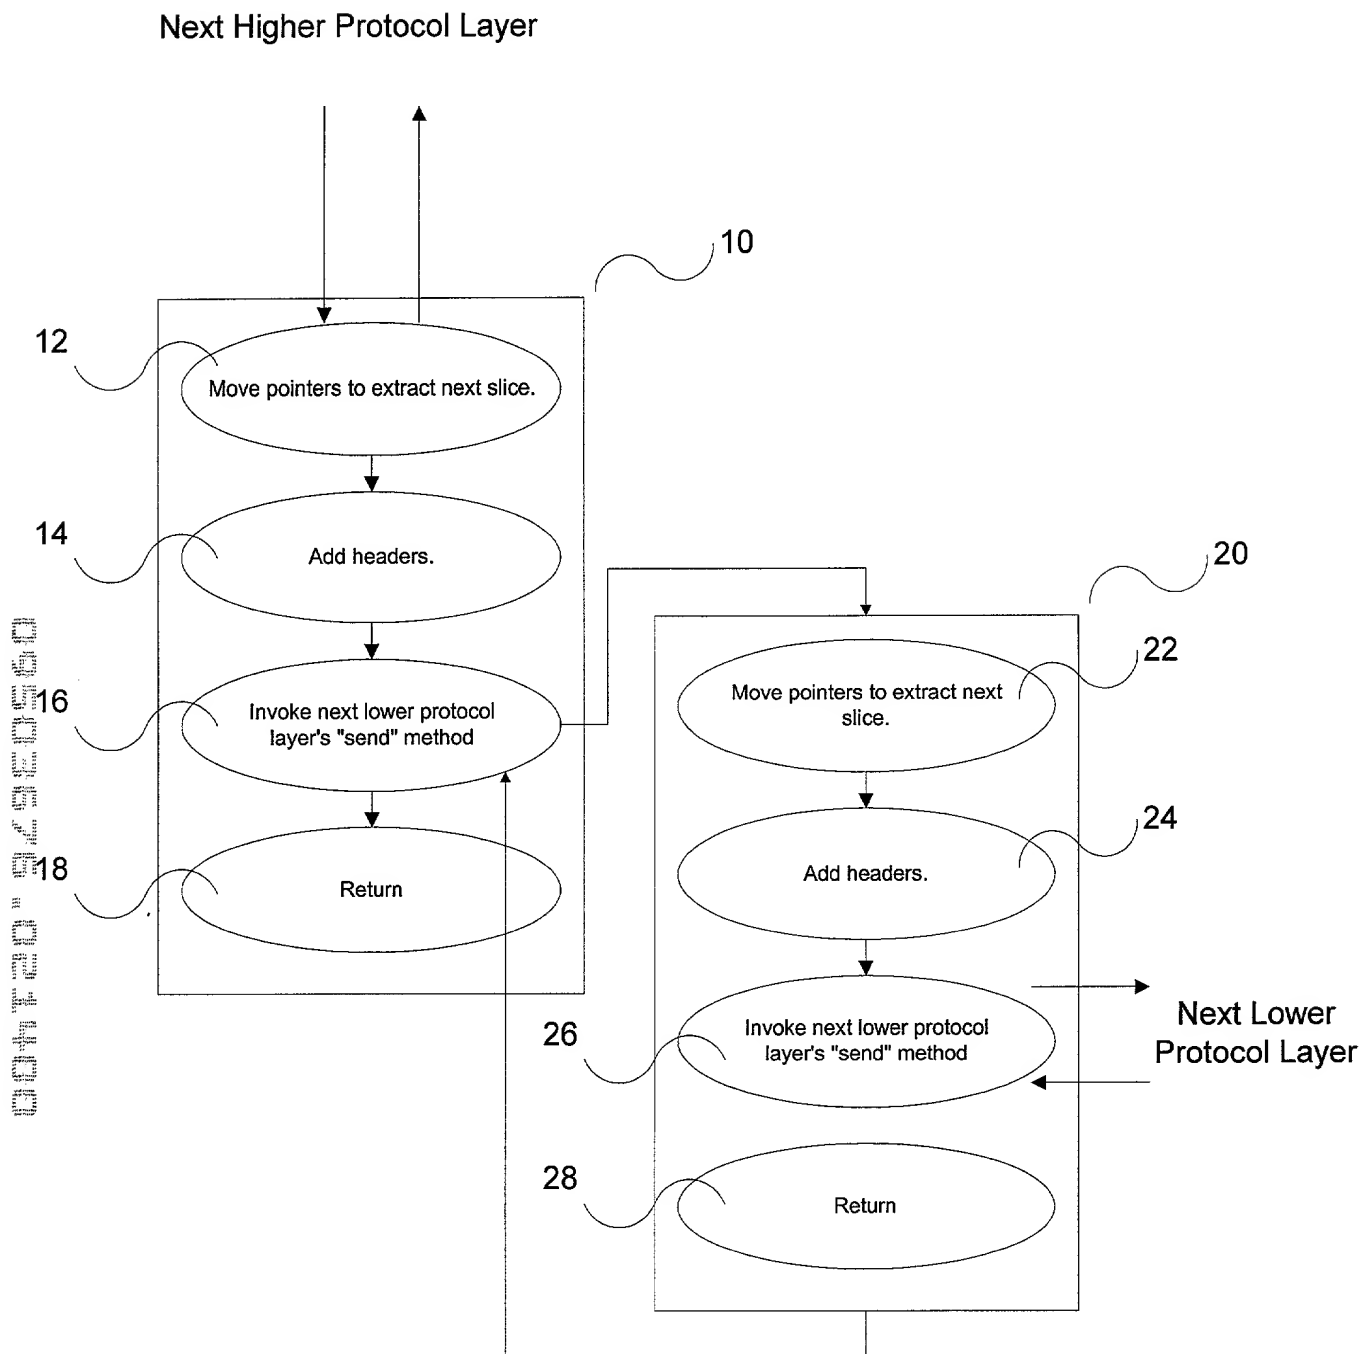 Next Higher Protocol Layer
10
12
Move pointers to extract next slice.
14
Add headers.
20
22
Move pointers to extract next
slice.
16
Invoke next lower protocol
layer's "send" method
24
Add headers.
18
Return
26
Invoke next lower protocol
layer's "send" method
Next Lower
Protocol Layer
28
Return